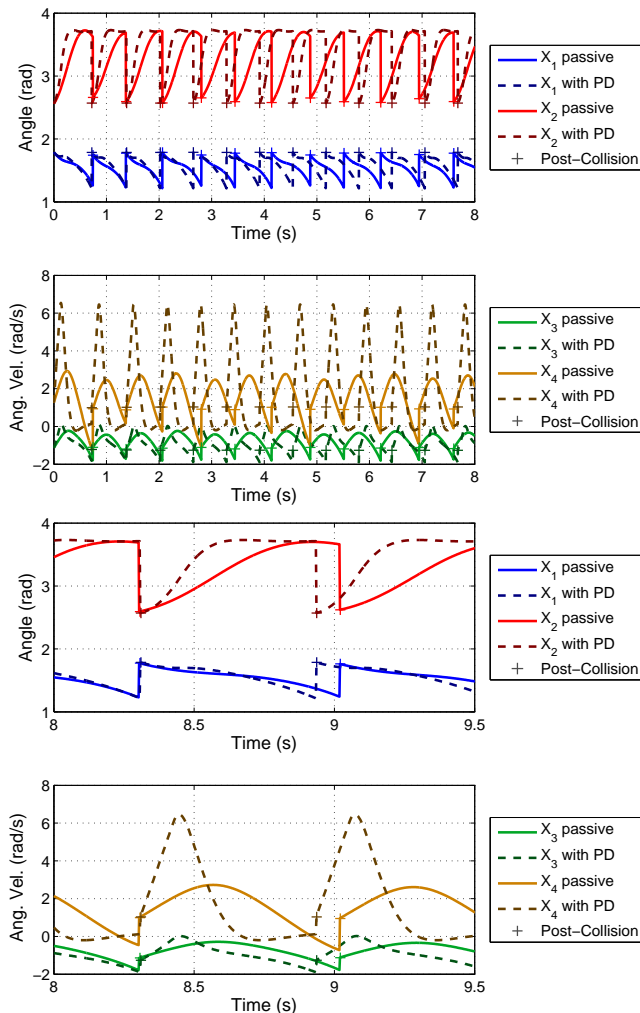 4
3
2
1
Angle (rad)
0 1 2 3 4 5 6 7 8
Time (s)
X1 passive
X1 with PD
X2 passive
X2 with PD
Post−Collision
8
6
4
2
0
−2
Ang. Vel. (rad/s)
0 1 2 3 4 5 6 7 8
Time (s)
X3 passive
X3 with PD
X4 passive
X4 with PD
Post−Collision
4
3
2
1
Angle (rad)
8 8.5 9 9.5
Time (s)
X1 passive
X1 with PD
X2 passive
X2 with PD
Post−Collision
8
6
4
2
0
−2
Ang. Vel. (rad/s)
8 8.5 9 9.5
Time (s)
X3 passive
X3 with PD
X4 passive
X4 with PD
Post−Collision